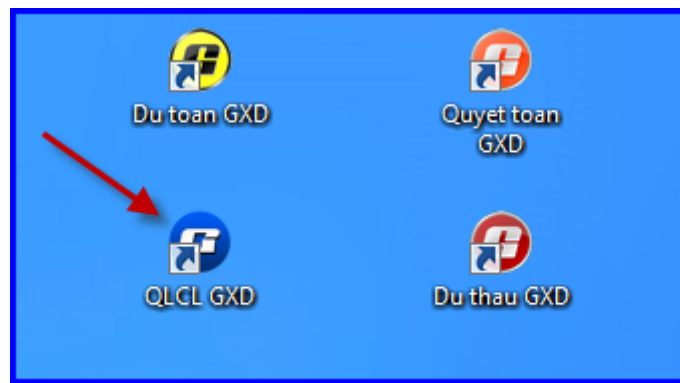 Du toan GXD
Quyet toan
GXD
QLCL GXD
Du thau GXD